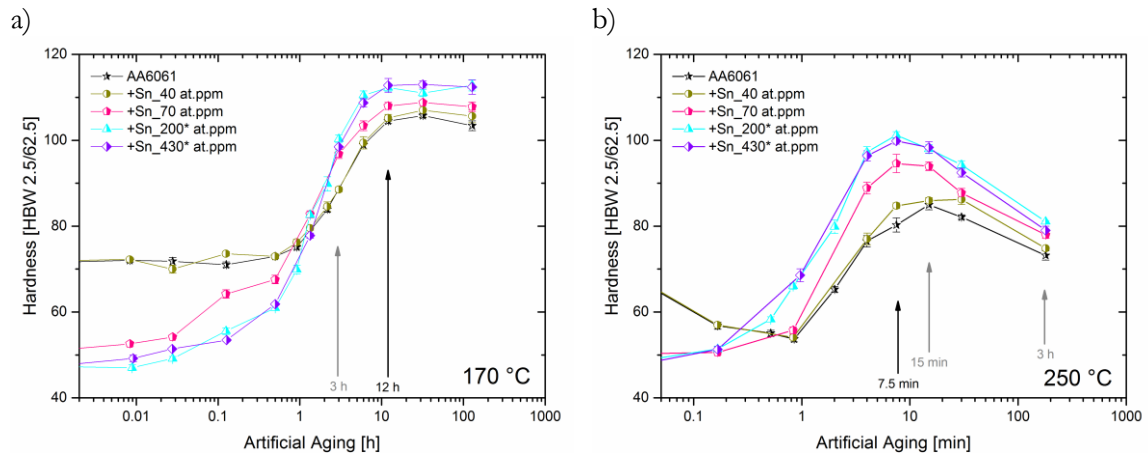 a)
b)
120
100
80
60
40
Hardness [HBW 2.5/62.5]
AA6061
+Sn_40 at.ppm
+Sn_70 at.ppm
+Sn_200* at.ppm
+Sn_430* at.ppm
3 h
12 h
170 °C
0.01 0.1 1 10 100 1000
Artificial Aging [h]
120
100
80
60
40
Hardness [HBW 2.5/62.5]
AA6061
+Sn_40 at.ppm
+Sn_70 at.ppm
+Sn_200* at.ppm
+Sn_430* at.ppm
7.5 min
15 min
3 h
250 °C
0.1 1 10 100 1000
Artificial Aging [min]